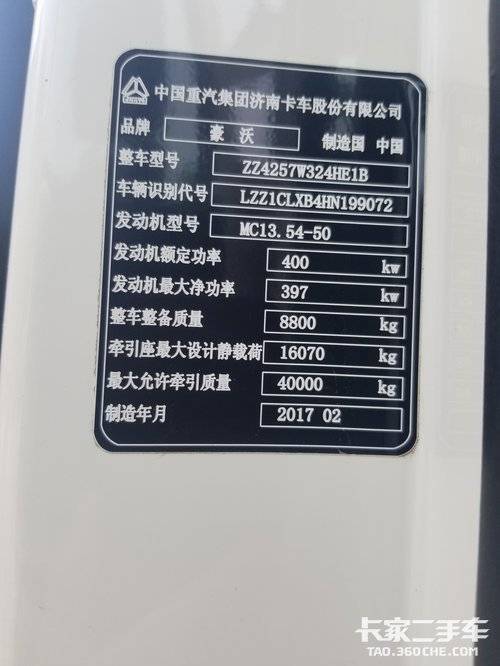 中国重汽集团济南卡车股份有限公司
品牌 豪沃 制造国 中国
整车型号 ZZ4257W324HE1B
车辆识别代号 LZZ1CLXB4HN199072
发动机型号 MC13.54-50
发动机额定功率 400 kw
发动机最大净功率 397 kw
整车整备质量 8800 kg
牵引座最大设计静载荷 16070 kg
最大允许牵引质量 40000 kg
制造年月 2017 02
卡家二手车
TAO.360CHE.COM